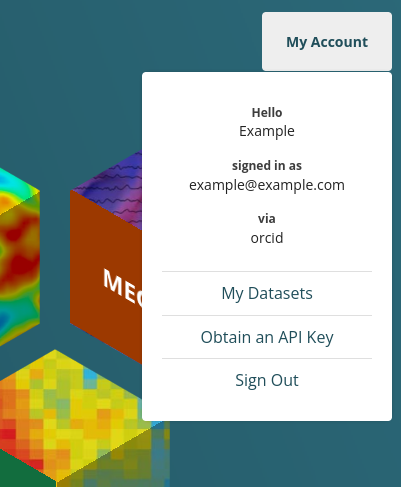 My Account
Hello
Example
signed in as
example@example.com
via
orcid
My Datasets
Obtain an API Key
Sign Out